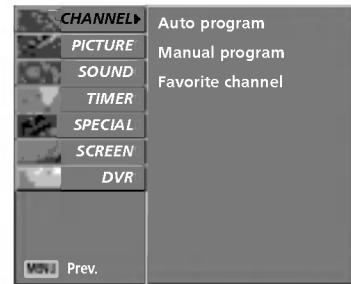 CHANNEL
PICTURE
SOUND
TIMER
SPECIAL
SCREEN
DVR
MENU Prev.
Auto program
Manual program
Favorite channel